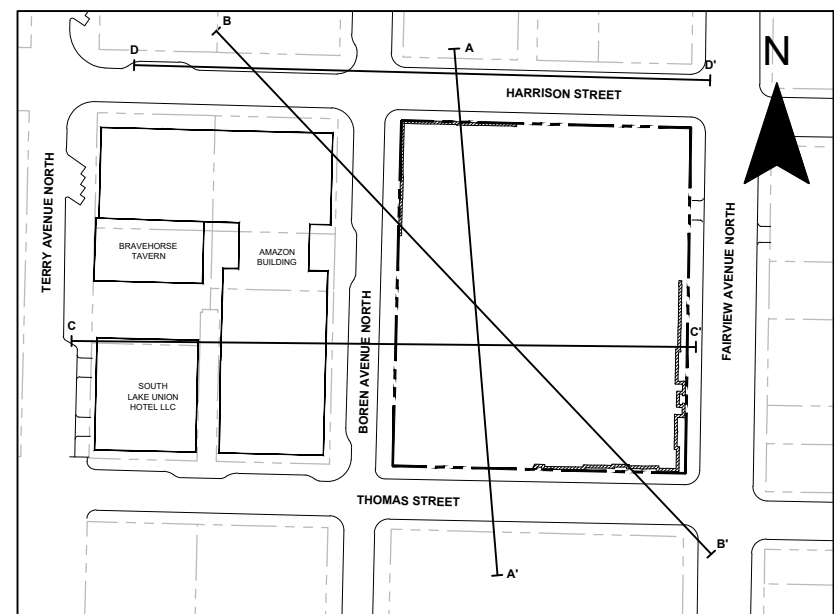 B
D
A
N
D'
HARRISON STREET
TERRY AVENUE NORTH
BRAVEHORSE
TAVERN
AMAZON
BUILDING
FAIRVIEW AVENUE NORTH
BOREN AVENUE NORTH
C
C'
SOUTH
LAKE UNION
HOTEL LLC
THOMAS STREET
B'
A'